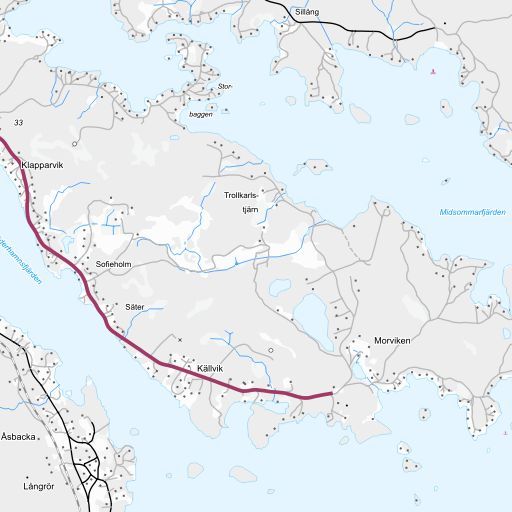 Sillång
Stor-
baggen
33
Klapparvik
Trollkarls-
tjärn
Midsommarfjärden
Sofieholm
Säter
Morviken
Källvik
Åsbacka
Långrör